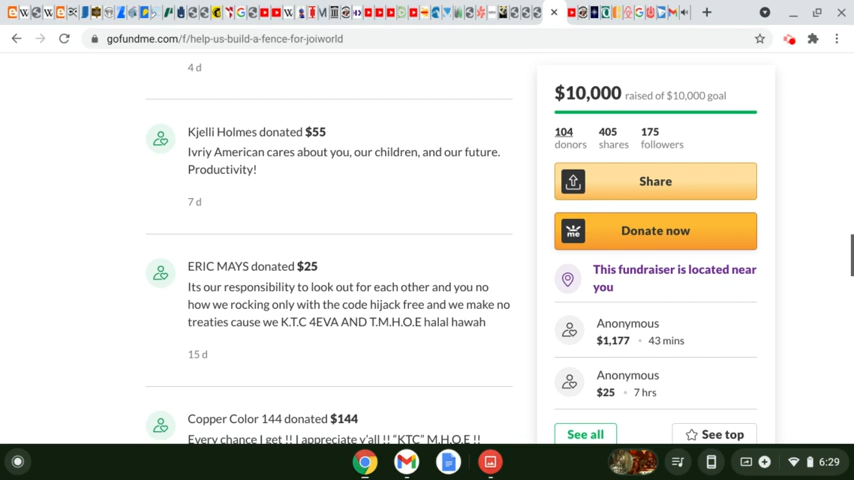 gofundme.com/f/help-us-build-a-fence-for-joiworld
4 d
Kjelli Holmes donated $55
Ivriy American cares about you, our children, and our future.
Productivity!
7 d
ERIC MAYS donated $25
Its our responsibility to look out for each other and you no
how we rocking only with the code hijack free and we make no
treaties cause we K.T.C 4EVA AND T.M.H.O.E halal hawah
15 d
Copper Color 144 donated $144
Every chance I get !! I appreciate y'all !! "KTC" M.H.O.E !!
$10,000 raised of $10,000 goal
104 405 175
donors shares followers
Share
me Donate now
This fundraiser is located near
you
Anonymous
$1,177 • 43 mins
Anonymous
$25 • 7 hrs
See all See top
6:29